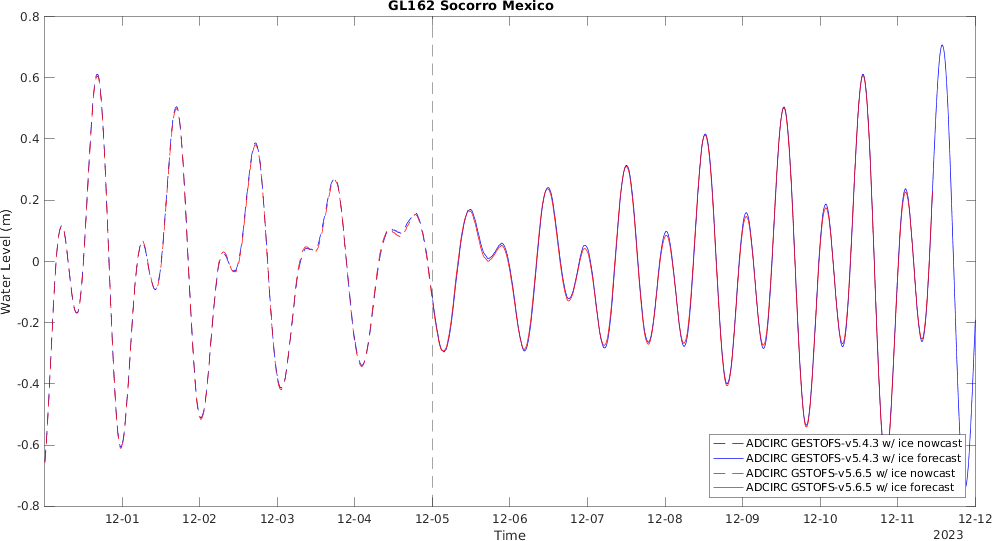 GL162 Socorro Mexico
0.8
0.6
0.4
0.2
0
-0.2
-0.4
-0.6
-0.8
Water Level (m)
12-01 12-02 12-03 12-04 12-05 12-06 12-07 12-08 12-09 12-10 12-11 12-12
Time
2023
ADCIRC GESTOFS-v5.4.3 w/ ice nowcast
ADCIRC GESTOFS-v5.4.3 w/ ice forecast
ADCIRC GSTOFS-v5.6.5 w/ ice nowcast
ADCIRC GSTOFS-v5.6.5 w/ ice forecast